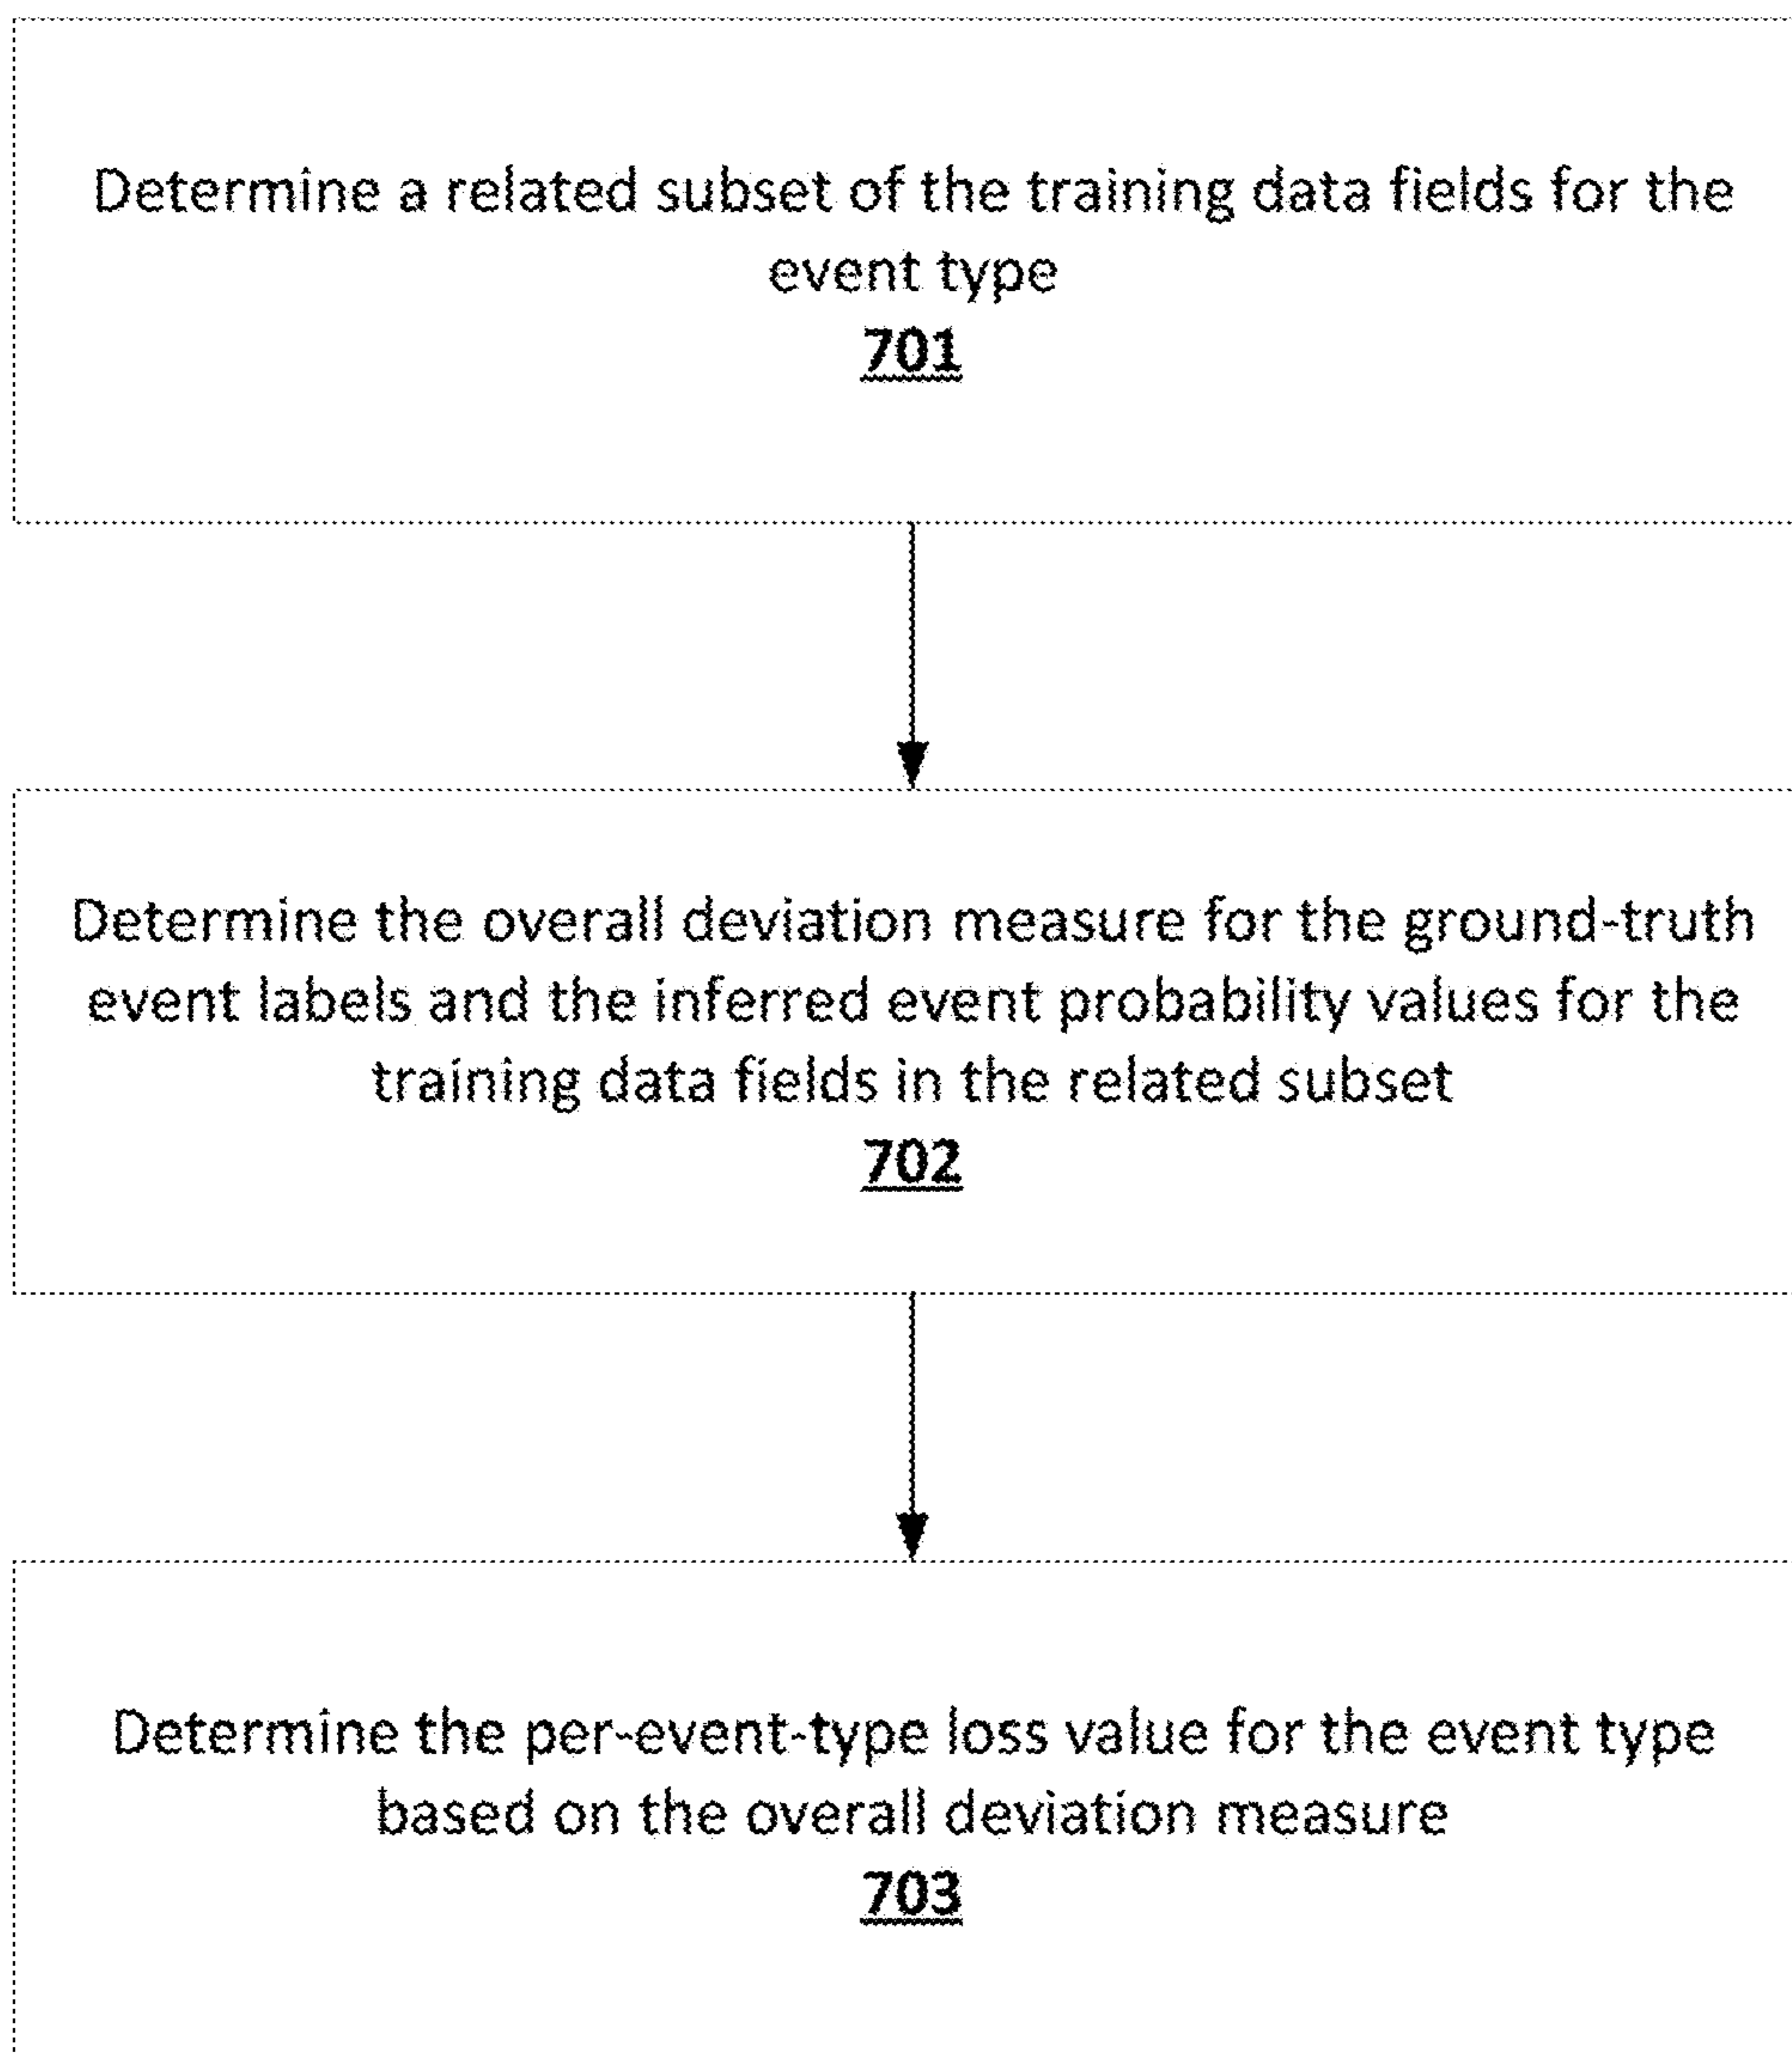 Determine a related subset of the training data fields for the
event type
701
Determine the overall deviation measure for the ground-truth
event labels and the inferred event probability values for the
training data fields in the related subset
702
Determine the per-event-type loss value for the event type
based on the overall deviation measure
703